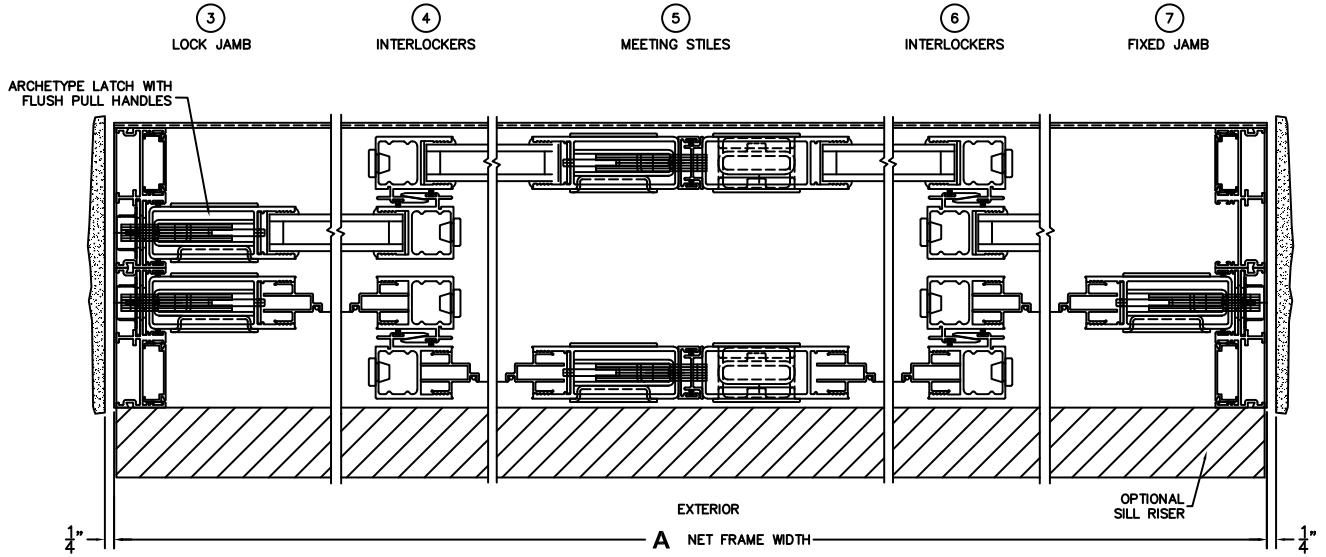 3
LOCK JAMB
4
INTERLOCKERS
5
MEETING STILES
6
INTERLOCKERS
7
FIXED JAMB
ARCHETYPE LATCH WITH
FLUSH PULL HANDLES
EXTERIOR
OPTIONAL
SILL RISER
1/4"
A NET FRAME WIDTH
1/4"